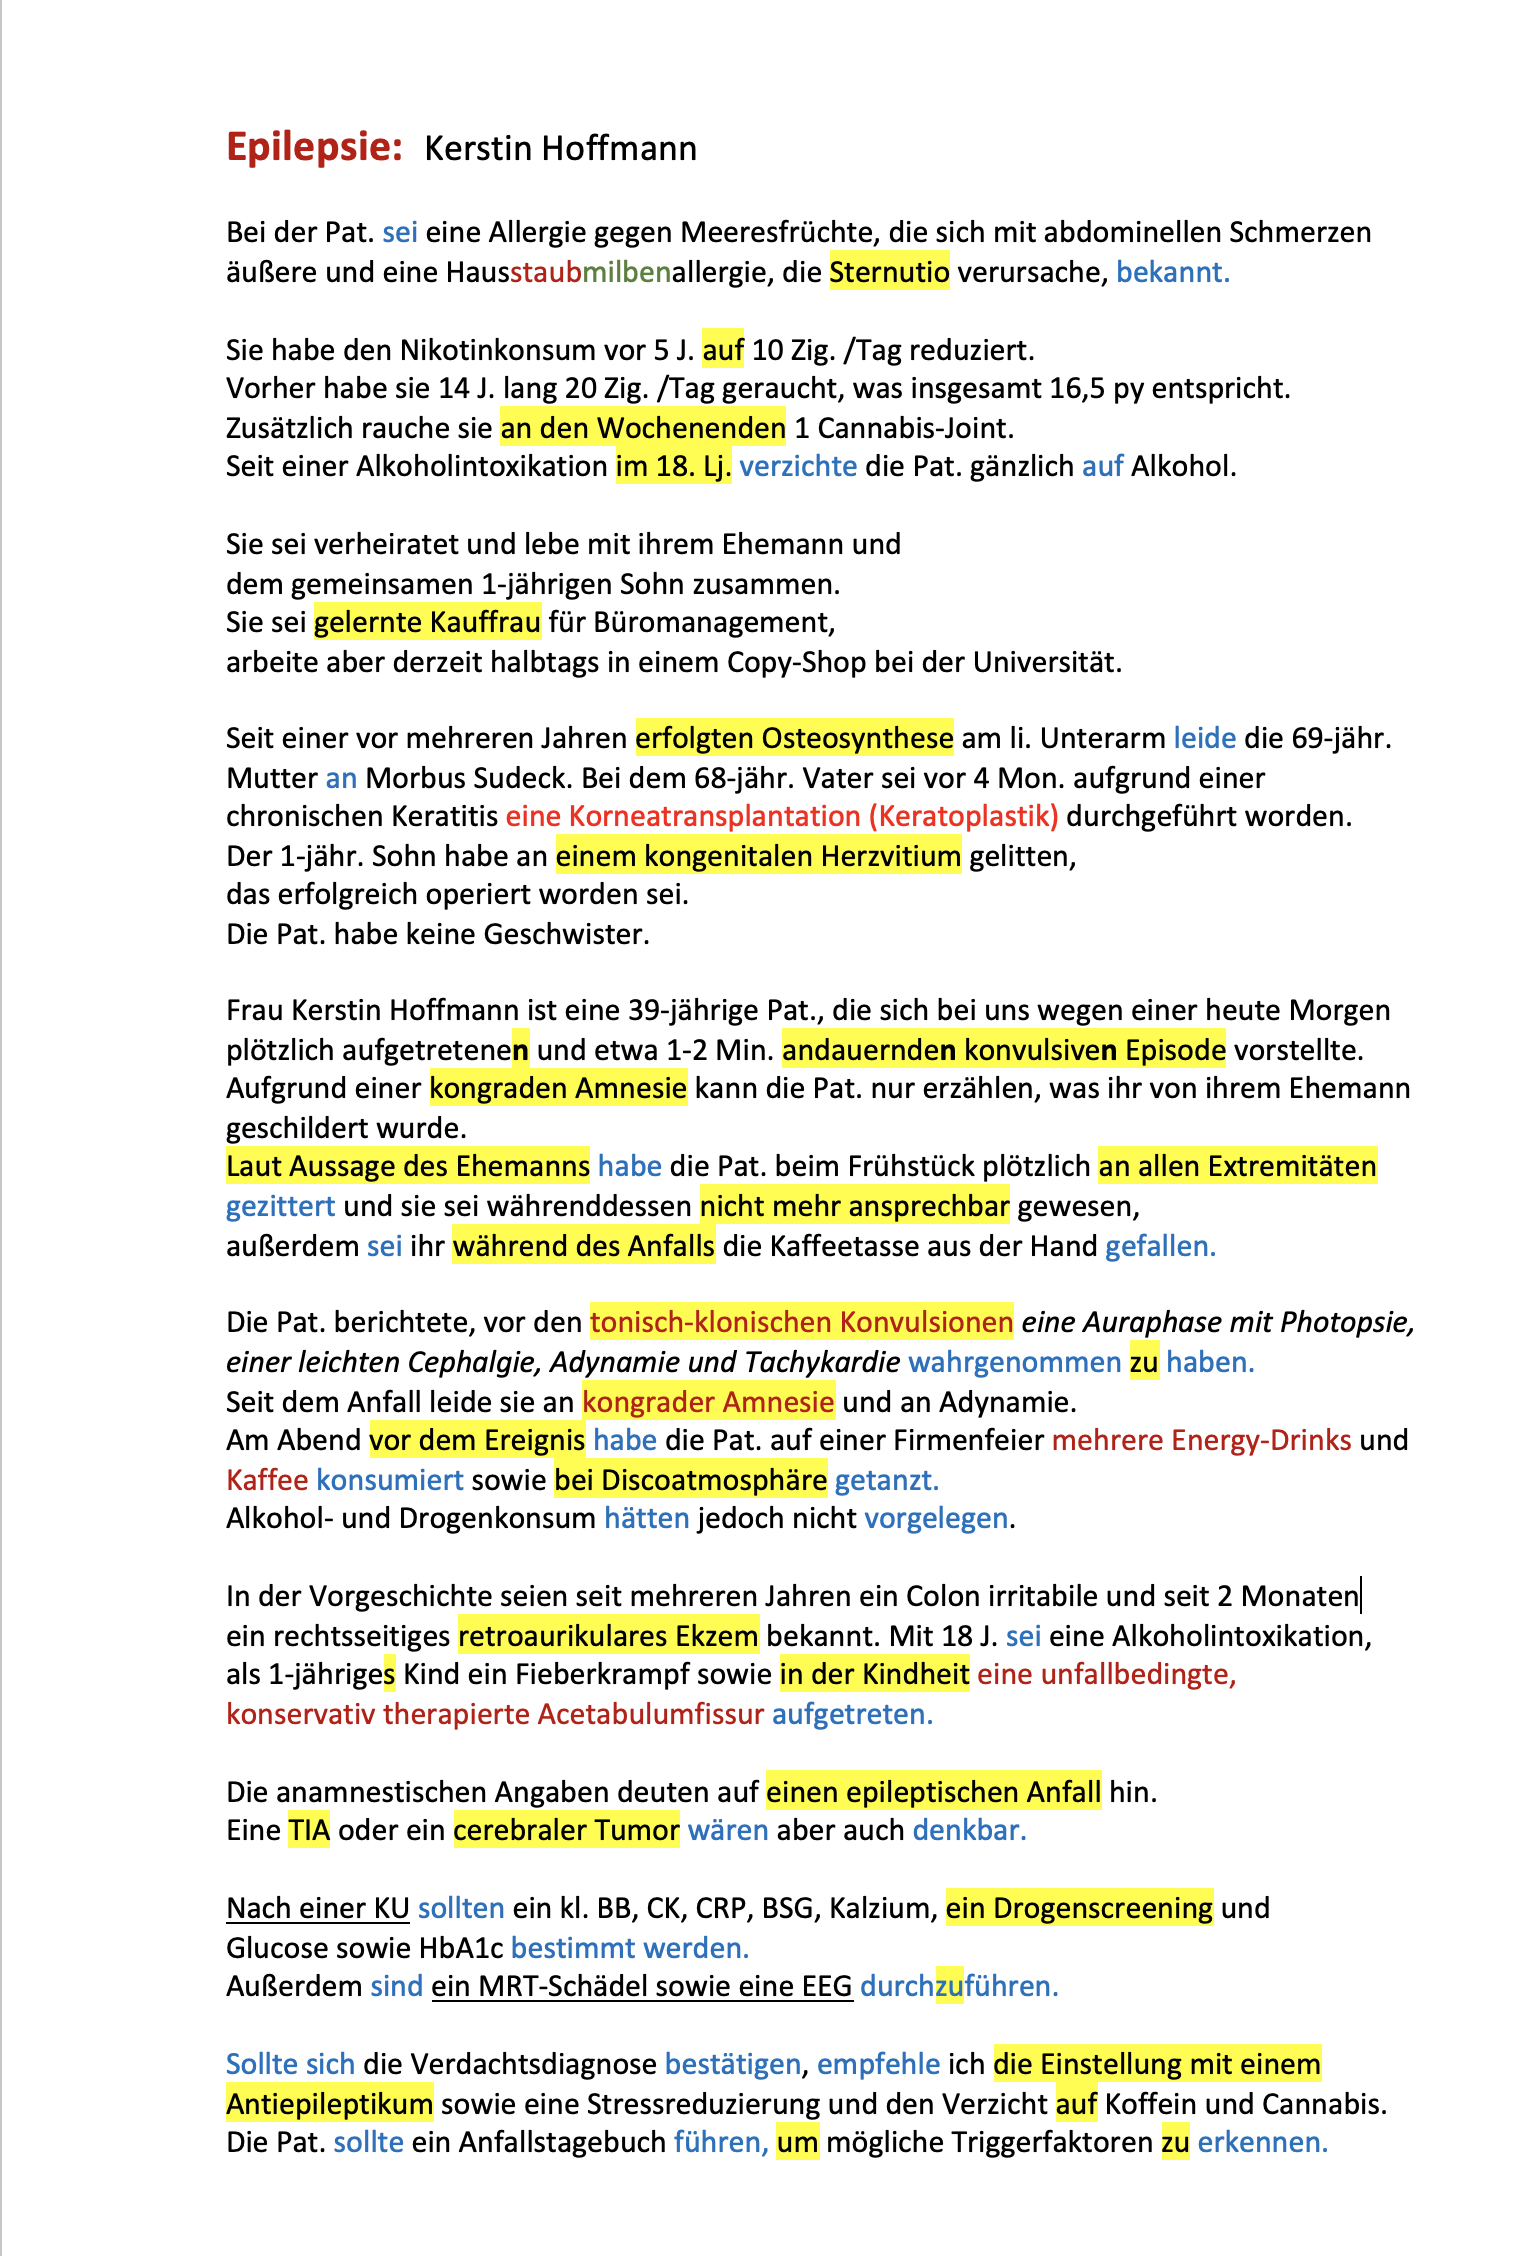 Epilepsie: Kerstin Hoffmann
Bei der Pat. sei eine Allergie gegen Meeresfrüchte, die sich mit abdominellen Schmerzen
äußere und eine Hausstaubmilbenallergie, die Sternutio verursache, bekannt.
Sie habe den Nikotinkonsum vor 5 J. auf 10 Zig. /Tag reduziert.
Vorher habe sie 14 J. lang 20 Zig. /Tag geraucht, was insgesamt 16,5 py entspricht.
Zusätzlich rauche sie an den Wochenenden 1 Cannabis-Joint.
Seit einer Alkoholintoxikation im 18. Lj. verzichte die Pat. gänzlich auf Alkohol.
Sie sei verheiratet und lebe mit ihrem Ehemann und
dem gemeinsamen 1-jährigen Sohn zusammen.
Sie sei gelernte Kauffrau für Büromanagement,
arbeite aber derzeit halbtags in einem Copy-Shop bei der Universität.
Seit einer vor mehreren Jahren erfolgten Osteosynthese am li. Unterarm leide die 69-jähr.
Mutter an Morbus Sudeck. Bei dem 68-jähr. Vater sei vor 4 Mon. aufgrund einer
chronischen Keratitis eine Korneatransplantation (Keratoplastik) durchgeführt worden.
Der 1-jähr. Sohn habe an einem kongenitalen Herzvitium gelitten,
das erfolgreich operiert worden sei.
Die Pat. habe keine Geschwister.
Frau Kerstin Hoffmann ist eine 39-jährige Pat., die sich bei uns wegen einer heute Morgen
plötzlich aufgetretenen und etwa 1-2 Min. andauernden konvulsiven Episode vorstellte.
Aufgrund einer kongraden Amnesie kann die Pat. nur erzählen, was ihr von ihrem Ehemann
geschildert wurde.
Laut Aussage des Ehemanns habe die Pat. beim Frühstück plötzlich an allen Extremitäten
gezittert und sie sei währenddessen nicht mehr ansprechbar gewesen,
außerdem sei ihr während des Anfalls die Kaffeetasse aus der Hand gefallen.
Die Pat. berichtete, vor den tonisch-klonischen Konvulsionen eine Auraphase mit Photopsie,
einer leichten Cephalgie, Adynamie und Tachykardie wahrgenommen zu haben.
Seit dem Anfall leide sie an kongrader Amnesie und an Adynamie.
Am Abend vor dem Ereignis habe die Pat. auf einer Firmenfeier mehrere Energy-Drinks und
Kaffee konsumiert sowie bei Discoatmosphäre getanzt.
Alkohol- und Drogenkonsum hätten jedoch nicht vorgelegen.
In der Vorgeschichte seien seit mehreren Jahren ein Colon irritabile und seit 2 Monaten
ein rechtsseitiges retroaurikulares Ekzem bekannt. Mit 18 J. sei eine Alkoholintoxikation,
als 1-jähriges Kind ein Fieberkrampf sowie in der Kindheit eine unfallbedingte,
konservativ therapierte Acetabulumfissur aufgetreten.
Die anamnestischen Angaben deuten auf einen epileptischen Anfall hin.
Eine TIA oder ein cerebraler Tumor wären aber auch denkbar.
Nach einer KU sollten ein kl. BB, CK, CRP, BSG, Kalzium, ein Drogenscreening und
Glucose sowie HbA1c bestimmt werden.
Außerdem sind ein MRT-Schädel sowie eine EEG durchzuführen.
Sollte sich die Verdachtsdiagnose bestätigen, empfehle ich die Einstellung mit einem
Antiepileptikum sowie eine Stressreduzierung und den Verzicht auf Koffein und Cannabis.
Die Pat. sollte ein Anfallstagebuch führen, um mögliche Triggerfaktoren zu erkennen.